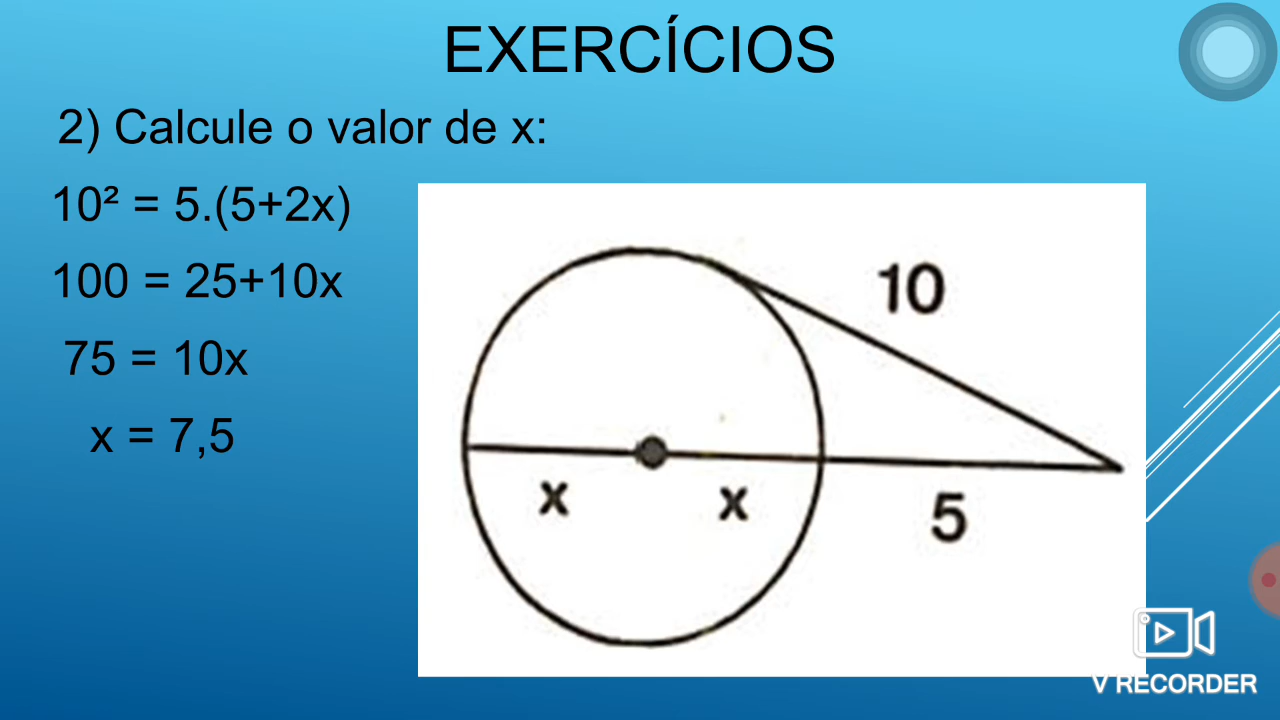 EXERCÍCIOS
2) Calcule o valor de x:
10² = 5.(5+2x)
100 = 25+10x
75 = 10x
x = 7,5
10
x
x
5
V RECORDER